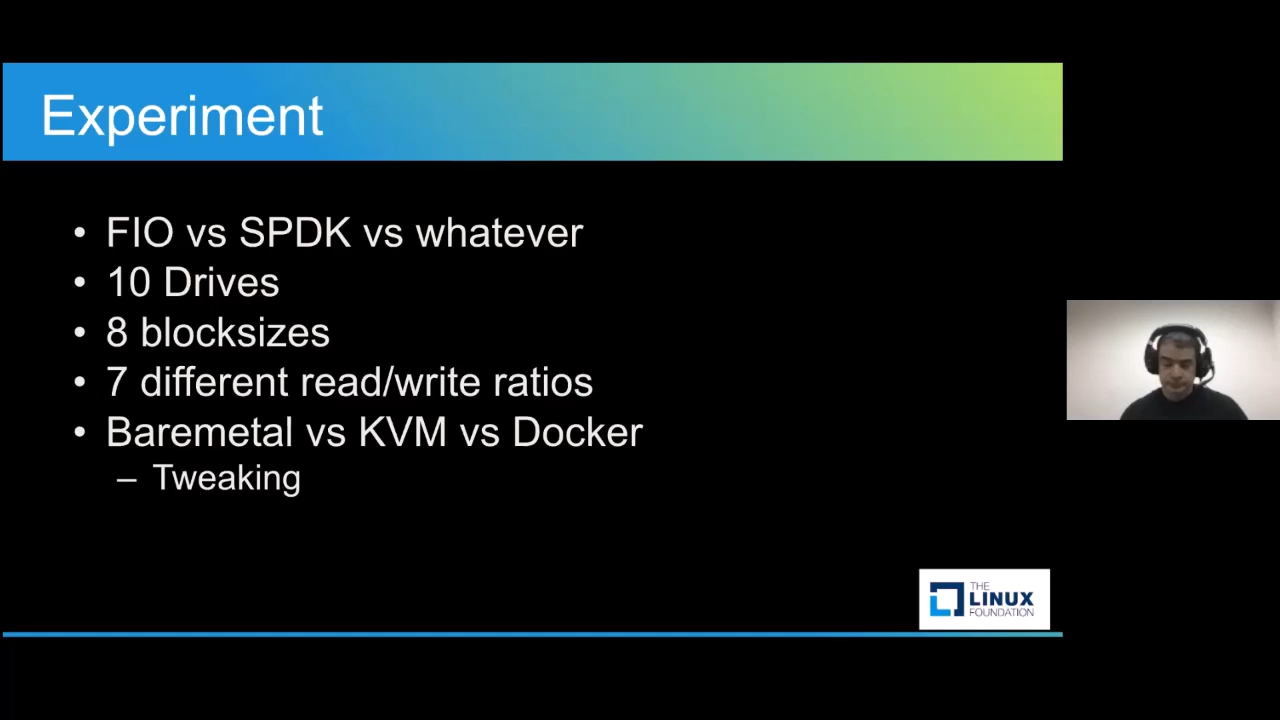 Experiment
• FIO vs SPDK vs whatever
• 10 Drives
• 8 blocksizes
• 7 different read/write ratios
• Baremetal vs KVM vs Docker
– Tweaking
THE
LINUX
FOUNDATION